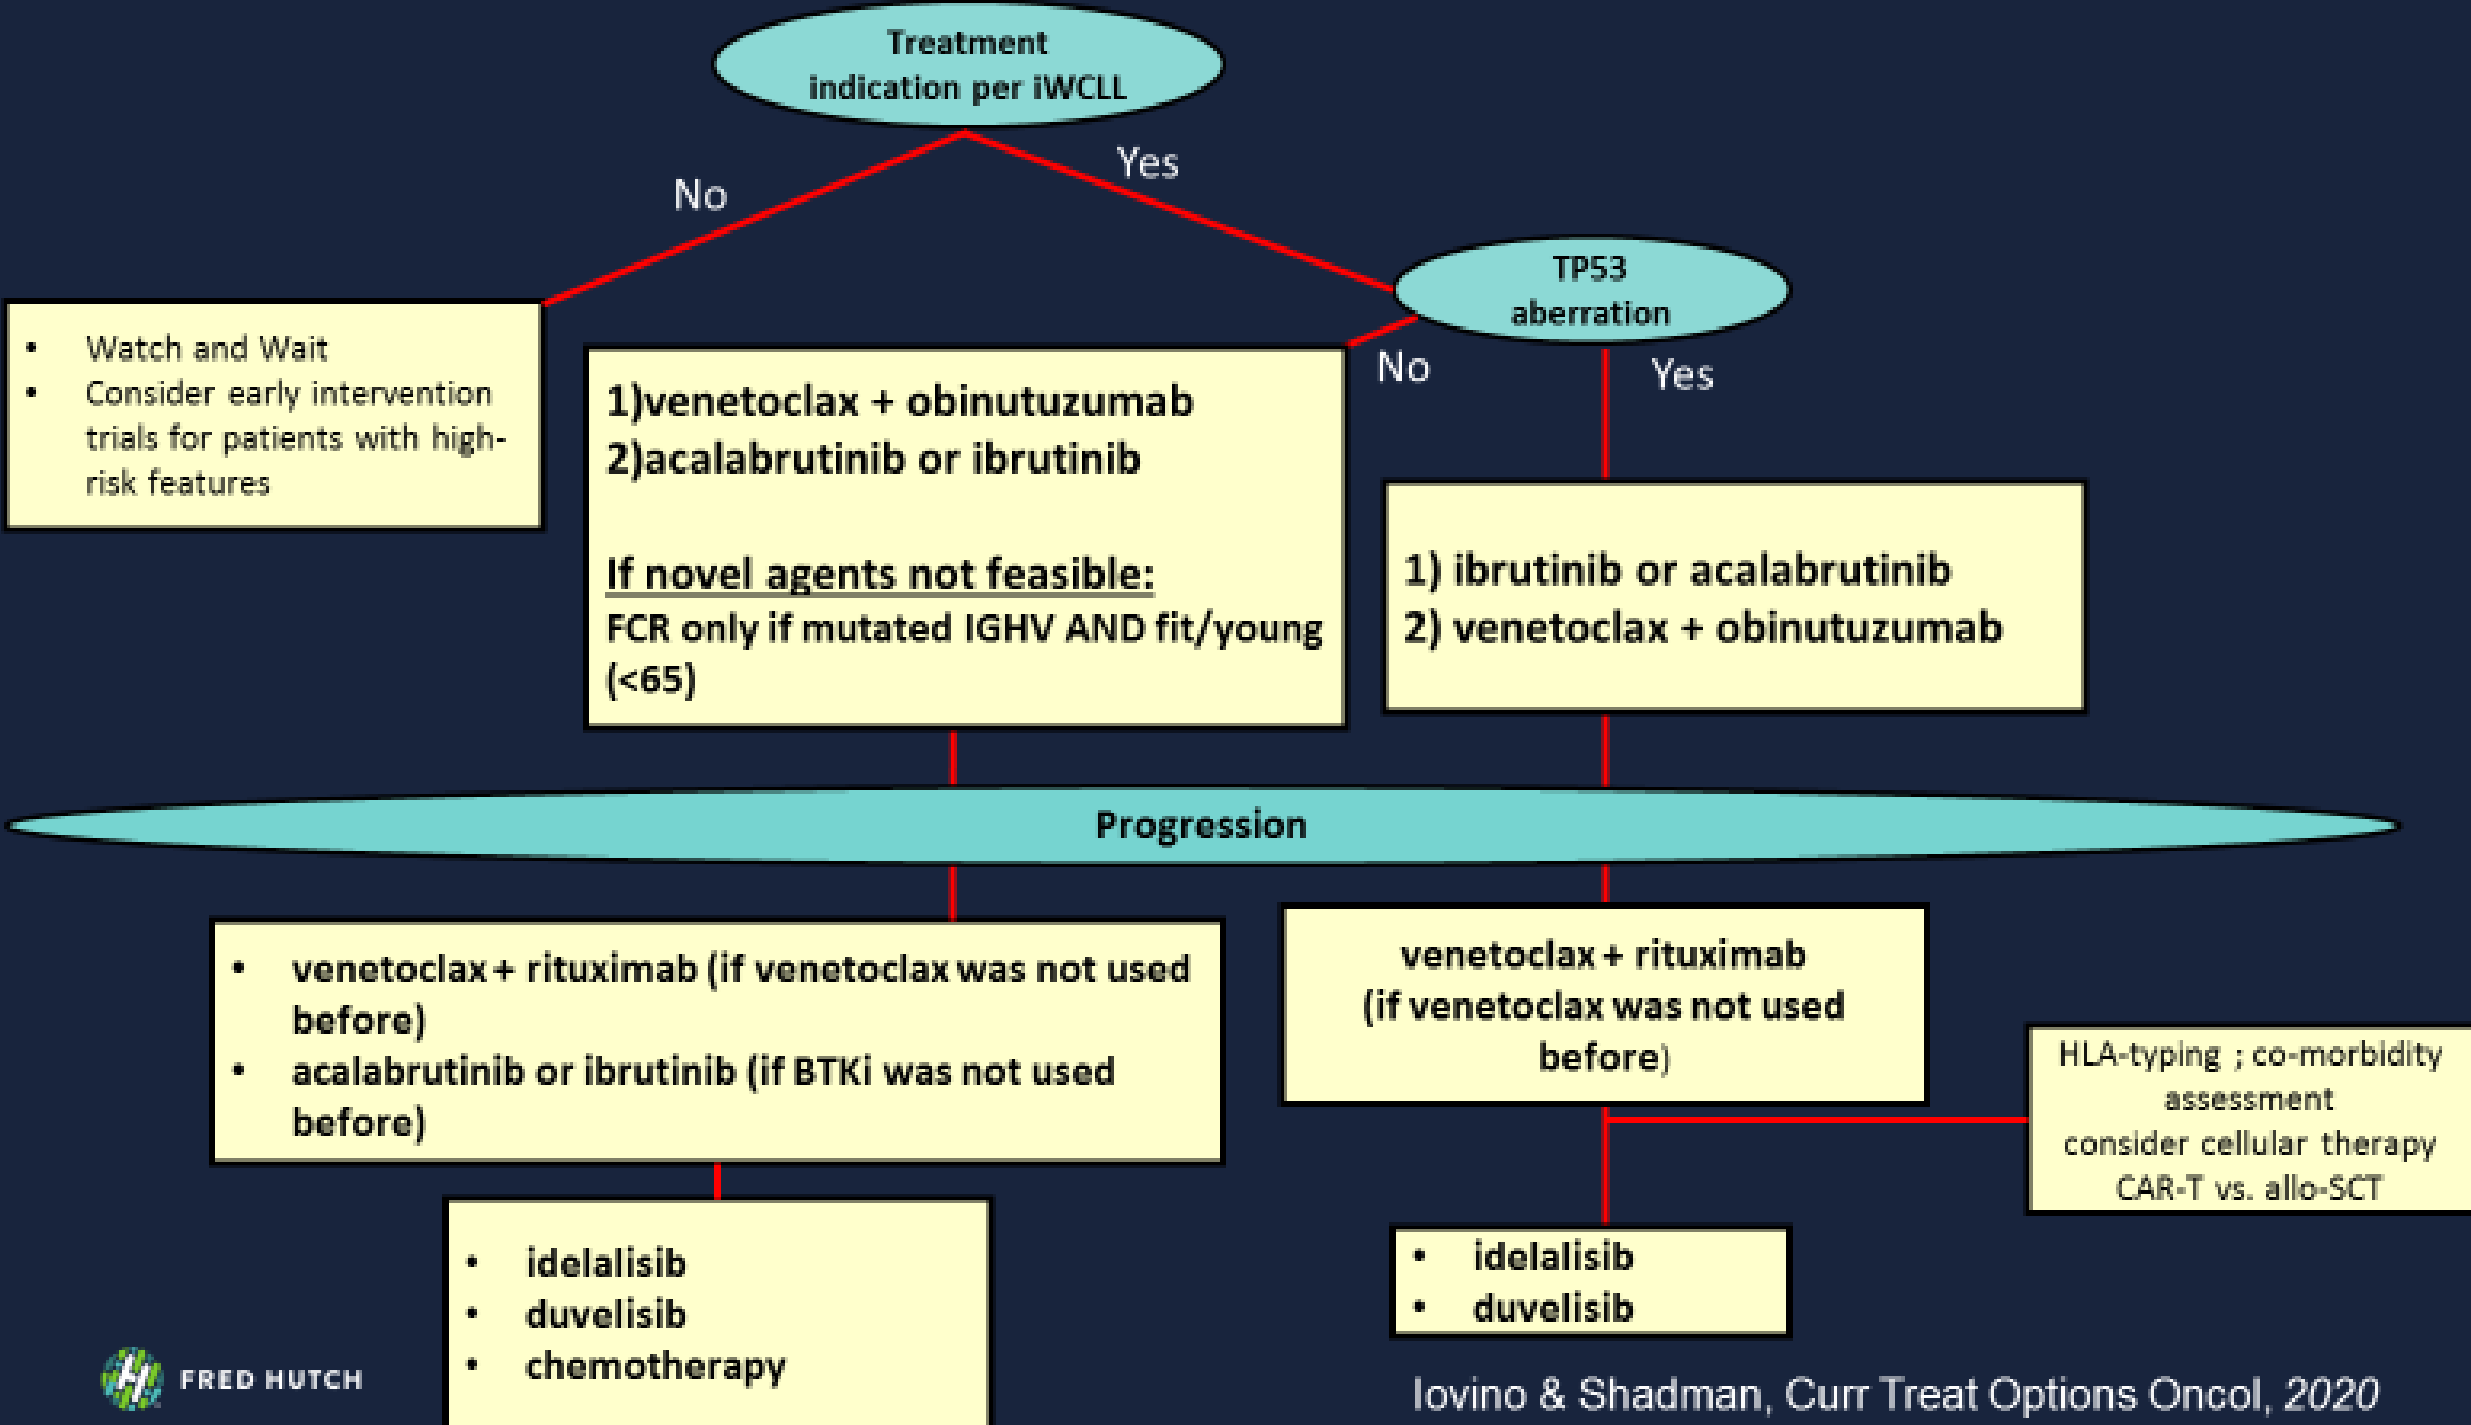 Treatment
indication per iWCLL
No
Yes
TP53
aberration
• Watch and Wait
• Consider early intervention
trials for patients with high-
risk features
No
Yes
1)venetoclax + obinutuzumab
2)acalabrutinib or ibrutinib
If novel agents not feasible:
FCR only if mutated IGHV AND fit/young
(<65)
1) ibrutinib or acalabrutinib
2) venetoclax + obinutuzumab
Progression
• venetoclax + rituximab (if venetoclax was not used
before)
• acalabrutinib or ibrutinib (if BTKi was not used
before)
venetoclax + rituximab
(if venetoclax was not used
before)
HLA-typing ; co-morbidity
assessment
consider cellular therapy
CAR-T vs. allo-SCT
• idelalisib
• duvelisib
• chemotherapy
• idelalisib
• duvelisib
FRED HUTCH
Iovino & Shadman, Curr Treat Options Oncol, 2020